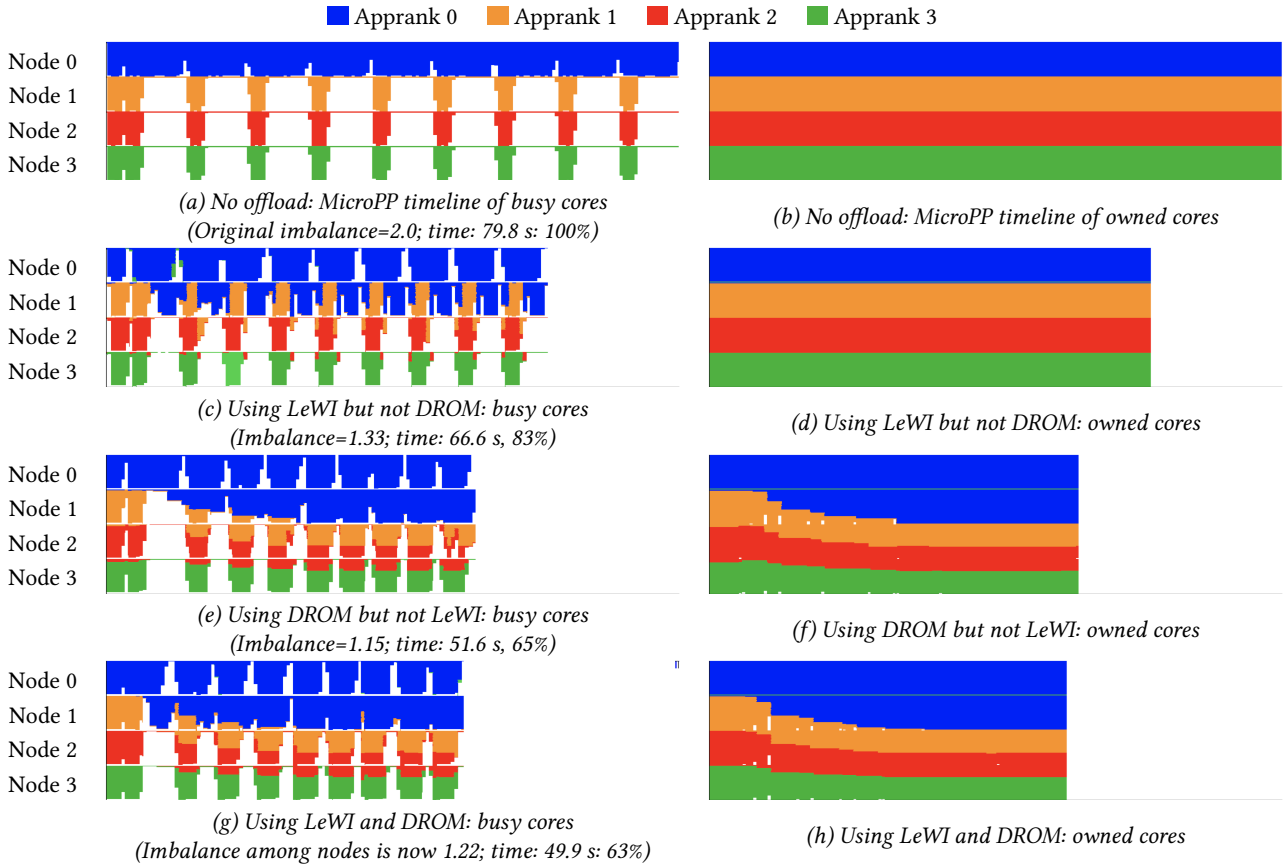 Apprank 0 Apprank 1 Apprank 2 Apprank 3
Node 0
Node 1
Node 2
Node 3
(a) No offload: MicroPP timeline of busy cores
(Original imbalance=2.0; time: 79.8 s: 100%)
(b) No offload: MicroPP timeline of owned cores
Node 0
Node 1
Node 2
Node 3
(c) Using LeWI but not DROM: busy cores
(Imbalance=1.33; time: 66.6 s, 83%)
(d) Using LeWI but not DROM: owned cores
Node 0
Node 1
Node 2
Node 3
(e) Using DROM but not LeWI: busy cores
(Imbalance=1.15; time: 51.6 s, 65%)
(f) Using DROM but not LeWI: owned cores
Node 0
Node 1
Node 2
Node 3
(g) Using LeWI and DROM: busy cores
(Imbalance among nodes is now 1.22; time: 49.9 s: 63%)
(h) Using LeWI and DROM: owned cores